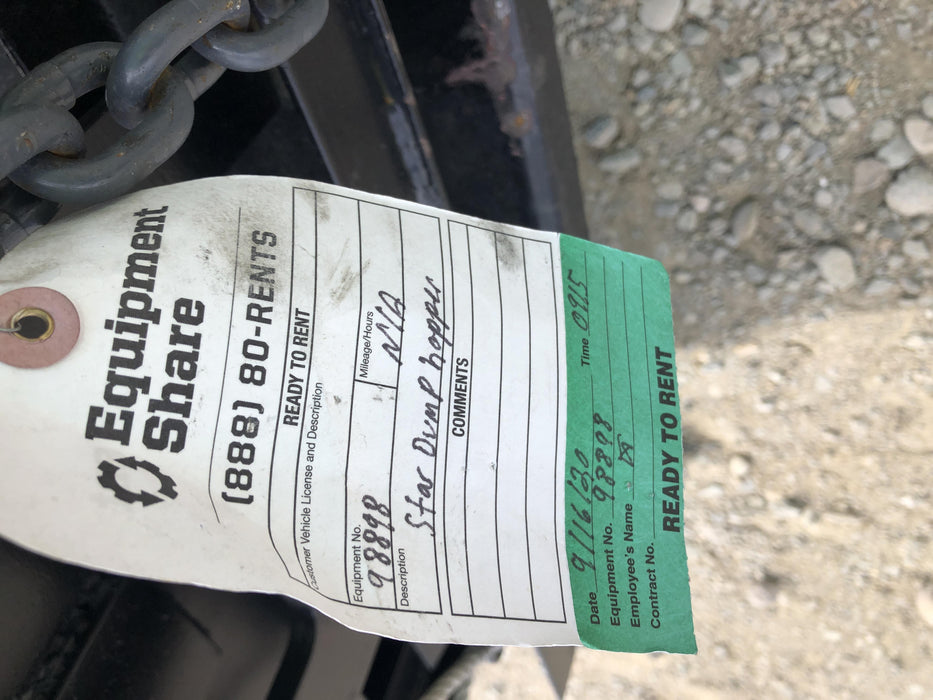 Equipment
Share
(888) 80-RENTS
READY TO RENT
Customer Vehicle License and Description
Equipment No. Mileage/Hours
98898 N/A
Description
Star Dump hopper
COMMENTS
Date 9/16/30 Time 0915
Equipment No. 98898
Employee's Name
Contract No.
READY TO RENT